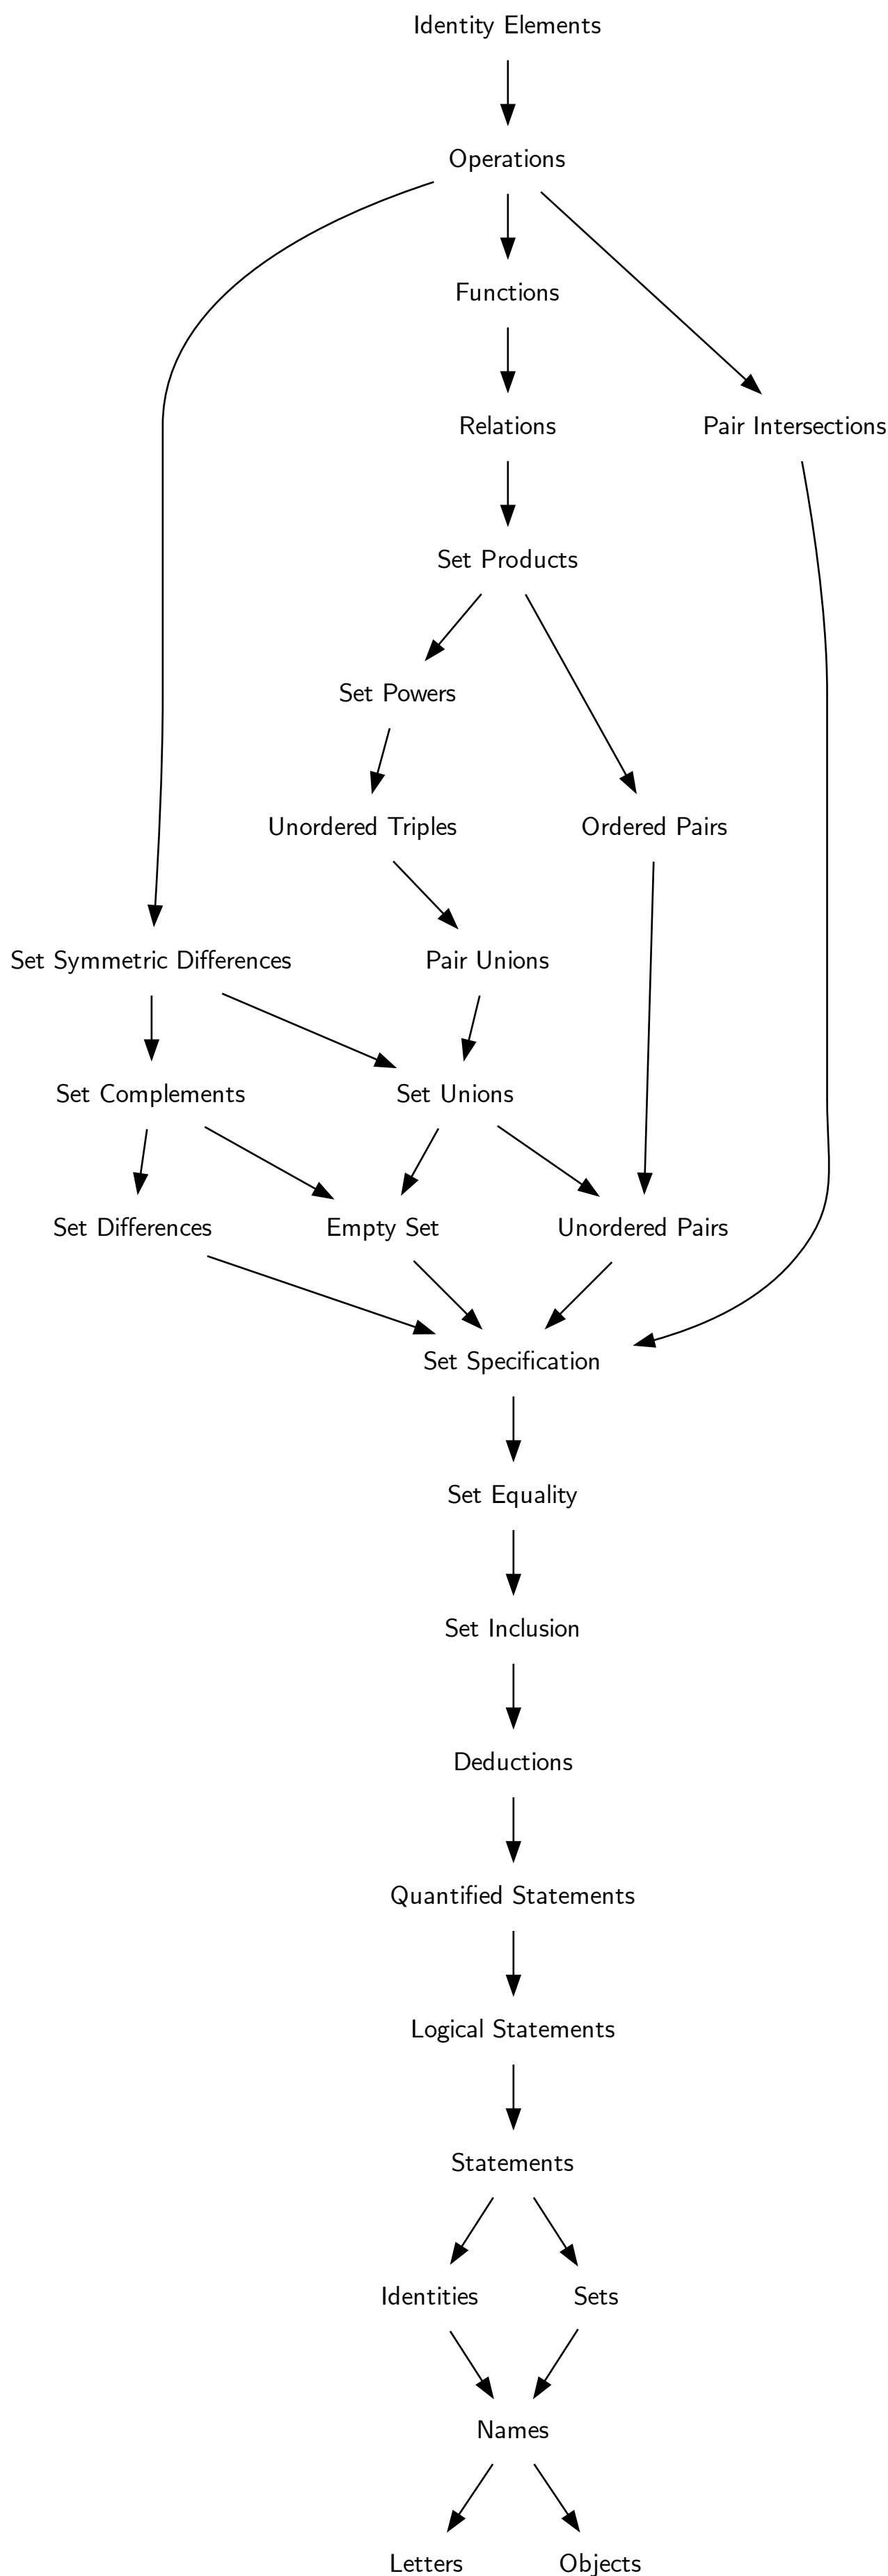 Identity Elements
Operations
Functions
Relations
Pair Intersections
Set Products
Set Powers
Unordered Triples
Ordered Pairs
Set Symmetric Differences
Pair Unions
Set Complements
Set Unions
Set Differences
Empty Set
Unordered Pairs
Set Specification
Set Equality
Set Inclusion
Deductions
Quantified Statements
Logical Statements
Statements
Identities
Sets
Names
Letters
Objects